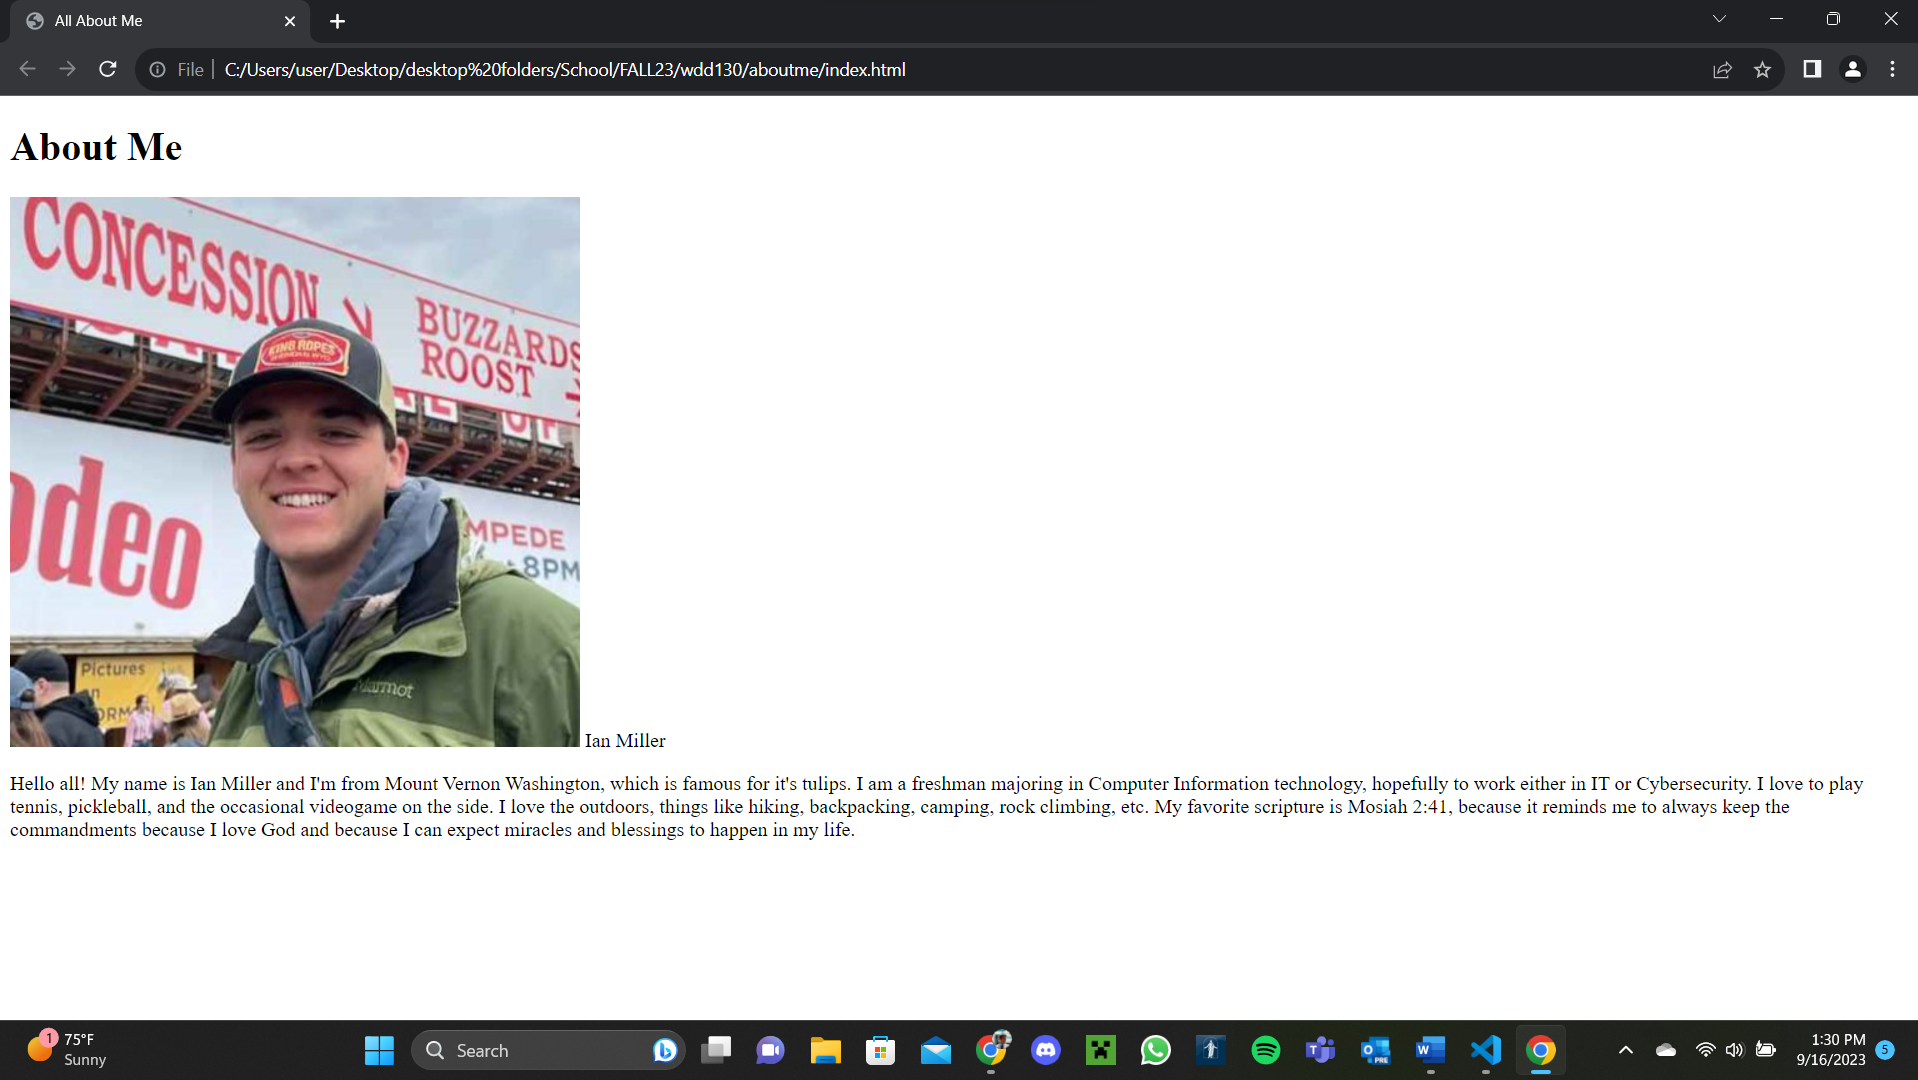 All About Me
File
C:/Users/user/Desktop/desktop%20folders/School/FALL23/wdd130/aboutme/index.html
About Me
CONCESSION
BUZZARDS
ROOST
KING ROPES
deo
MPEDE
8PM
Pictures
Marmot
Ian Miller
Hello all! My name is Ian Miller and I'm from Mount Vernon Washington, which is famous for it's tulips. I am a freshman majoring in Computer Information technology, hopefully to work either in IT or Cybersecurity. I love to play
tennis, pickleball, and the occasional videogame on the side. I love the outdoors, things like hiking, backpacking, camping, rock climbing, etc. My favorite scripture is Mosiah 2:41, because it reminds me to always keep the
commandments because I love God and because I can expect miracles and blessings to happen in my life.
1
75°F
Sunny
Search
PRE
1:30 PM
9/16/2023
5